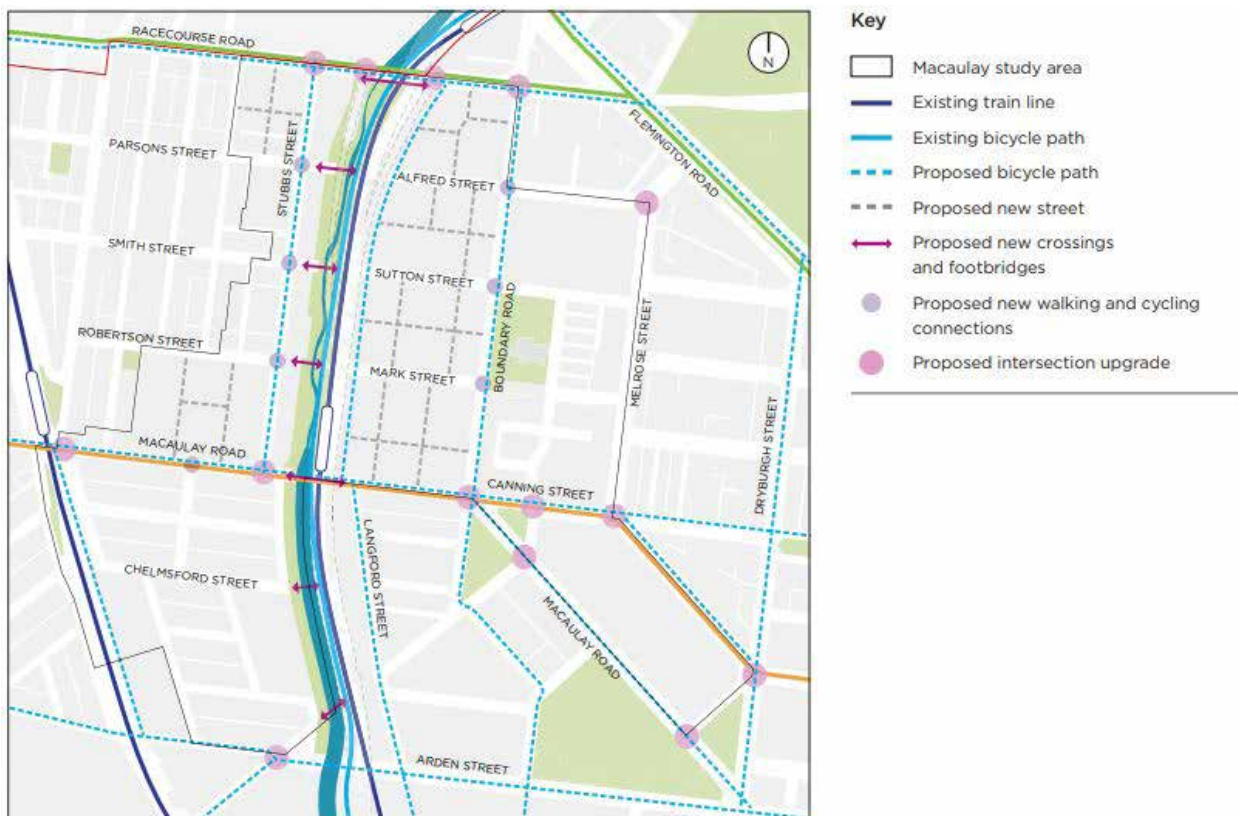 RACECOURSE ROAD
N
PARSONS STREET
STUBBS STREET
ALFRED STREET
FLEMINGTON ROAD
SMITH STREET
SUTTON STREET
BOUNDARY ROAD
MELROSE STREET
ROBERTSON STREET
MARK STREET
DRYBURGH STREET
MACAULAY ROAD
CANNING STREET
LANGFORD STREET
CHELMSFORD STREET
MACAULAY ROAD
ARDEN STREET
Key
Macaulay study area
Existing train line
Existing bicycle path
Proposed bicycle path
Proposed new street
Proposed new crossings
and footbridges
Proposed new walking and cycling
connections
Proposed intersection upgrade